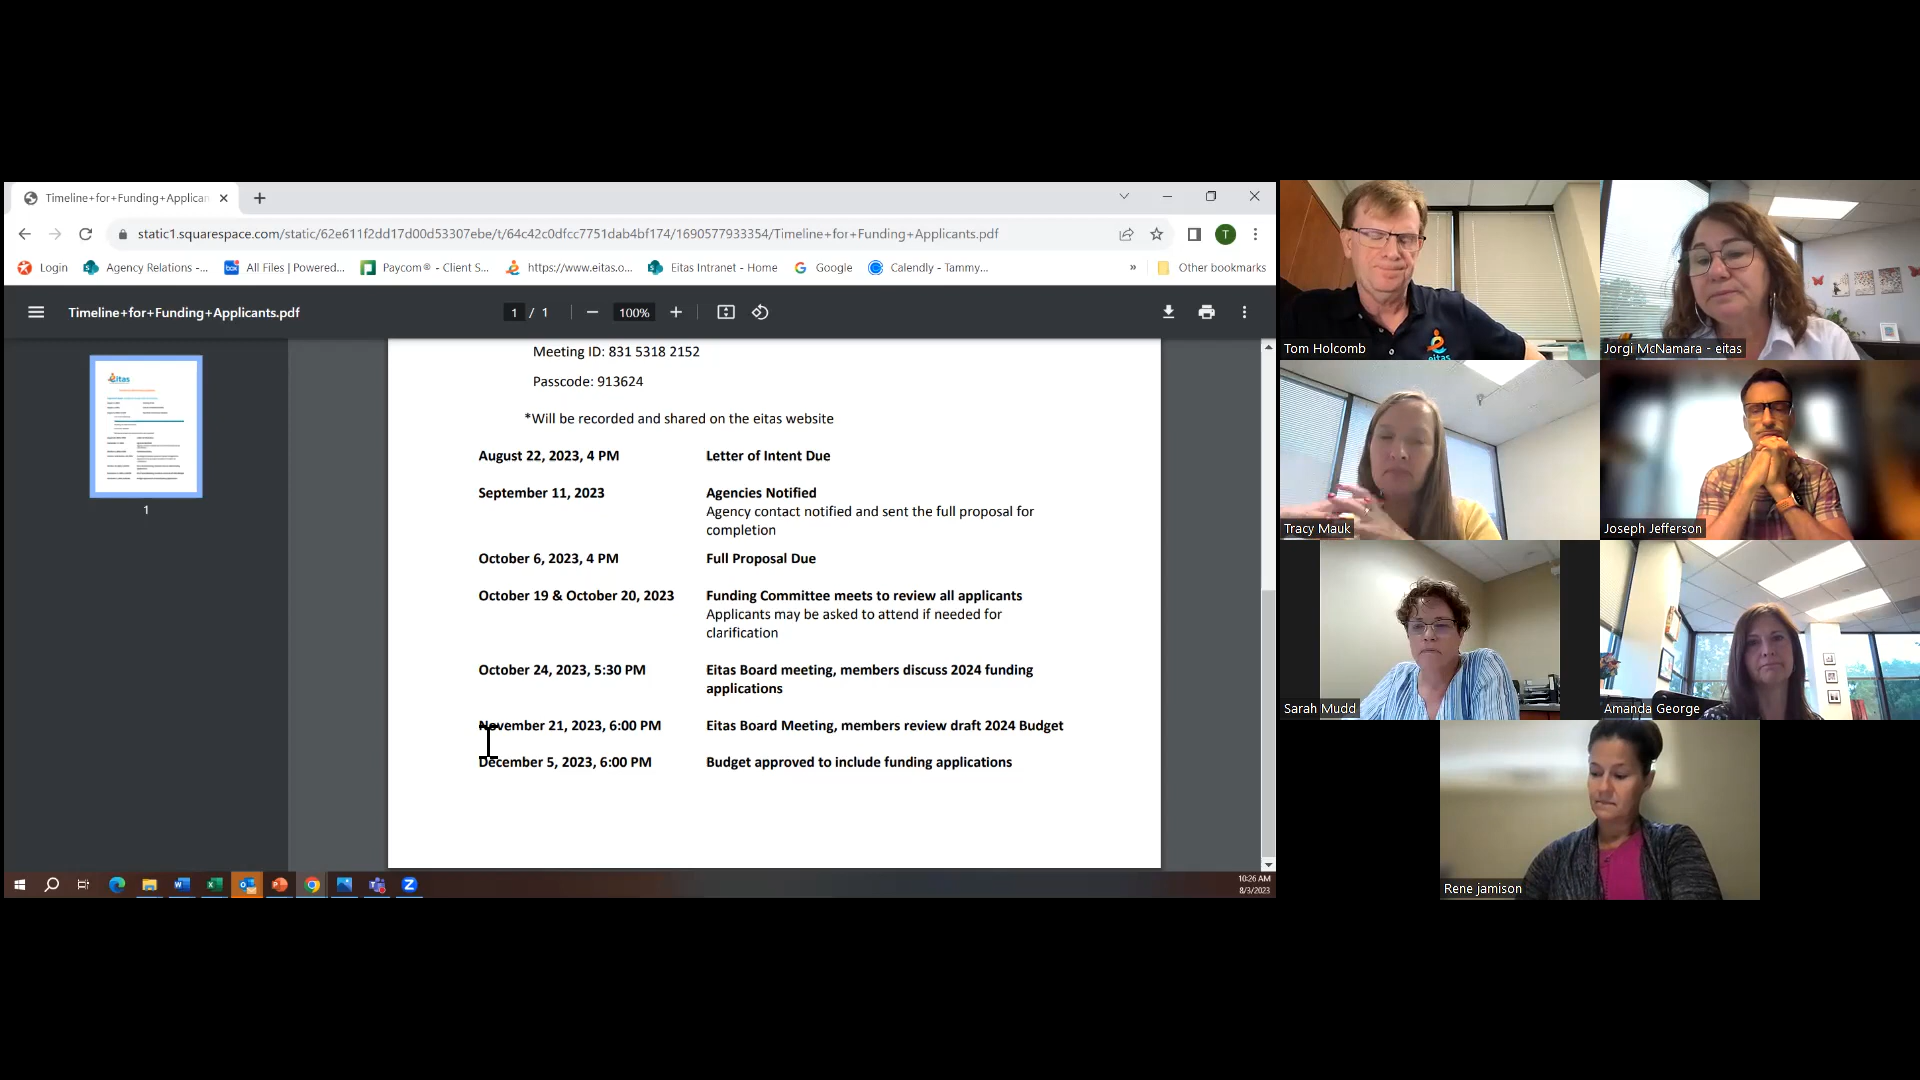 Timeline+for+Funding+Applican
static1.squarespace.com/static/62e611f2dd17d00d53307ebe/t/64c42c0dfcc7751dab4bf174/1690577933354/Timeline+for+Funding+Applicants.pdf
T
Login
Agency Relations -...
box
All Files | Powered...
Paycom® - Client S...
https://www.eitas.o...
Eitas Intranet - Home
Google
Calendly - Tammy...
»
Other bookmarks
Timeline+for+Funding+Applicants.pdf
1 / 1
100%
eitas
1
Meeting ID: 831 5318 2152
Passcode: 913624
*Will be recorded and shared on the eitas website
August 22, 2023, 4 PM Letter of Intent Due
September 11, 2023 Agencies Notified
Agency contact notified and sent the full proposal for
completion
October 6, 2023, 4 PM Full Proposal Due
October 19 & October 20, 2023 Funding Committee meets to review all applicants
Applicants may be asked to attend if needed for
clarification
October 24, 2023, 5:30 PM Eitas Board meeting, members discuss 2024 funding
applications
November 21, 2023, 6:00 PM Eitas Board Meeting, members review draft 2024 Budget
December 5, 2023, 6:00 PM Budget approved to include funding applications
10:26 AM
8/3/2023
eitas
Tom Holcomb
Jorgi McNamara - eitas
Tracy Mauk
Joseph Jefferson
Sarah Mudd
Amanda George
Rene jamison